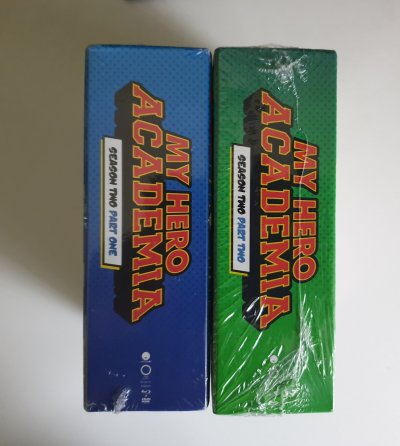 MY HERO
ACADEMIA
SEASON TWO PART ONE
MY HERO
ACADEMIA
SEASON TWO PART TWO